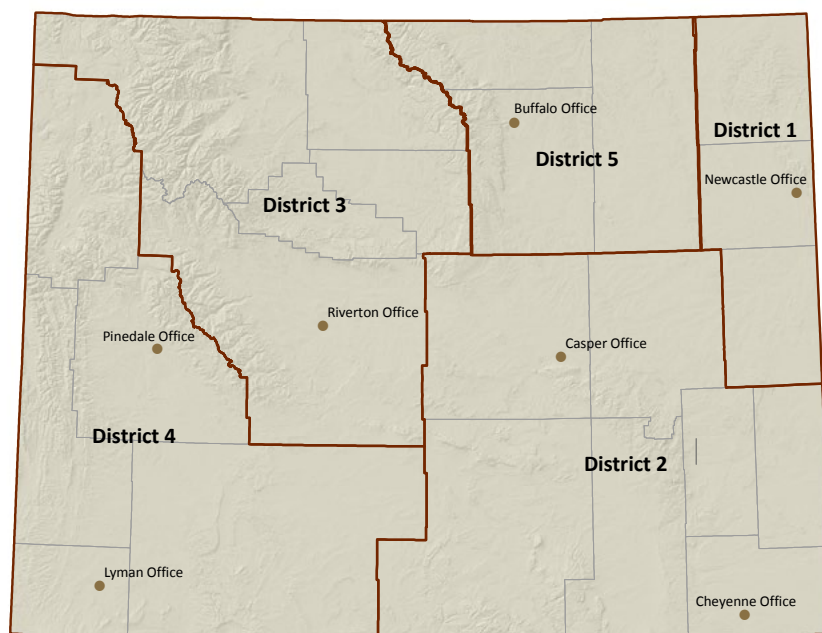 Buffalo Office
District 1
District 5
Newcastle Office
District 3
Riverton Office
Pinedale Office
Casper Office
District 4
District 2
Lyman Office
Cheyenne Office